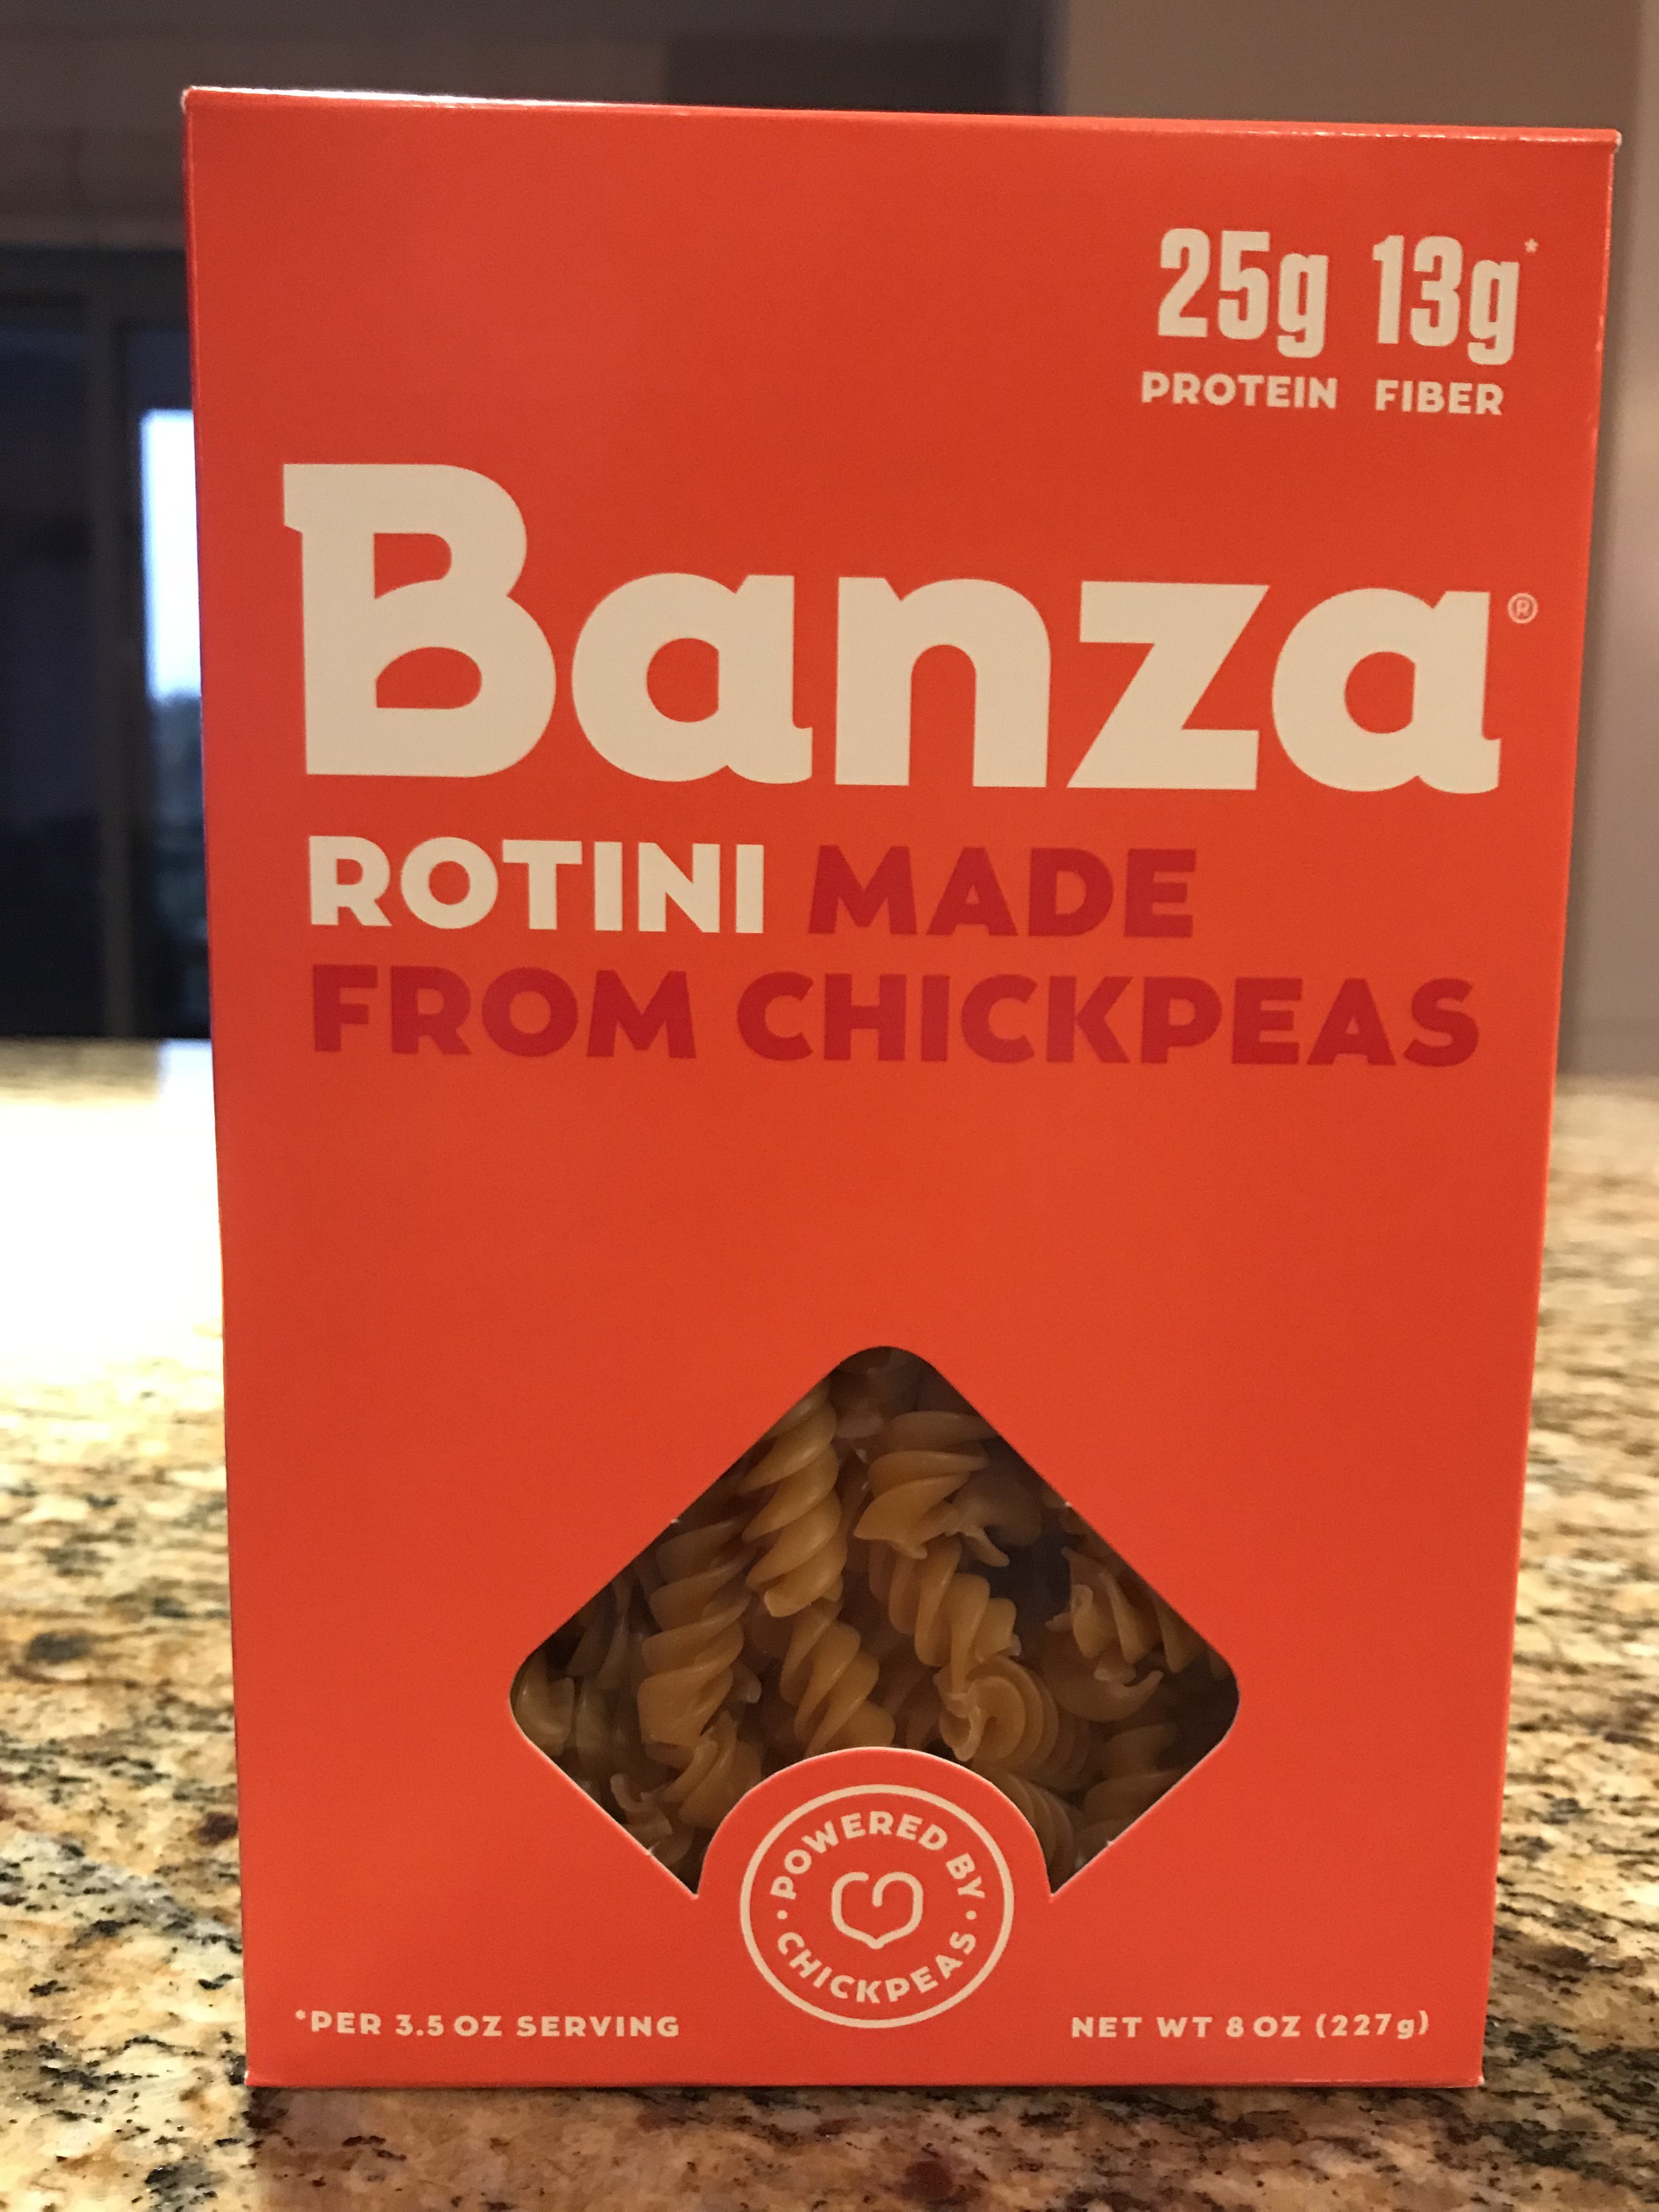 25g 13g*
PROTEIN FIBER
Banza®
ROTINI MADE
FROM CHICKPEAS
POWERED BY
CHICKPEAS
*PER 3.5 OZ SERVING
NET WT 8 OZ (227g)